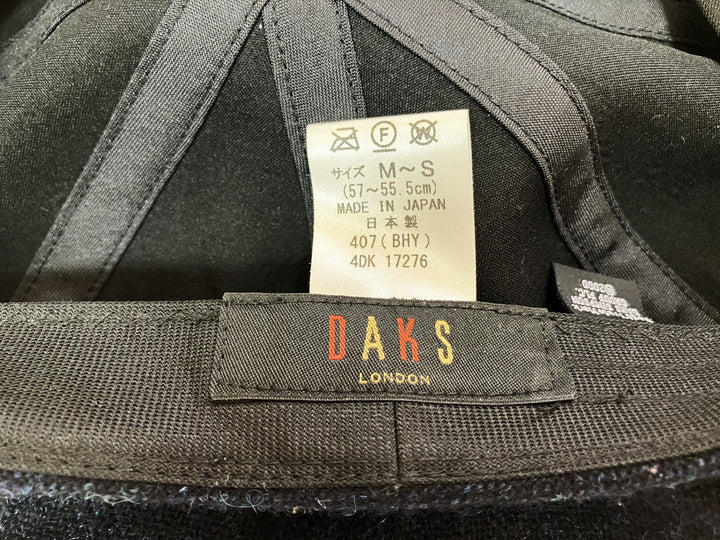 F W
サイズ M～S
(57～55.5cm)
MADE IN JAPAN
日本製
407(BHY)
4DK 17276
DAKS
LONDON